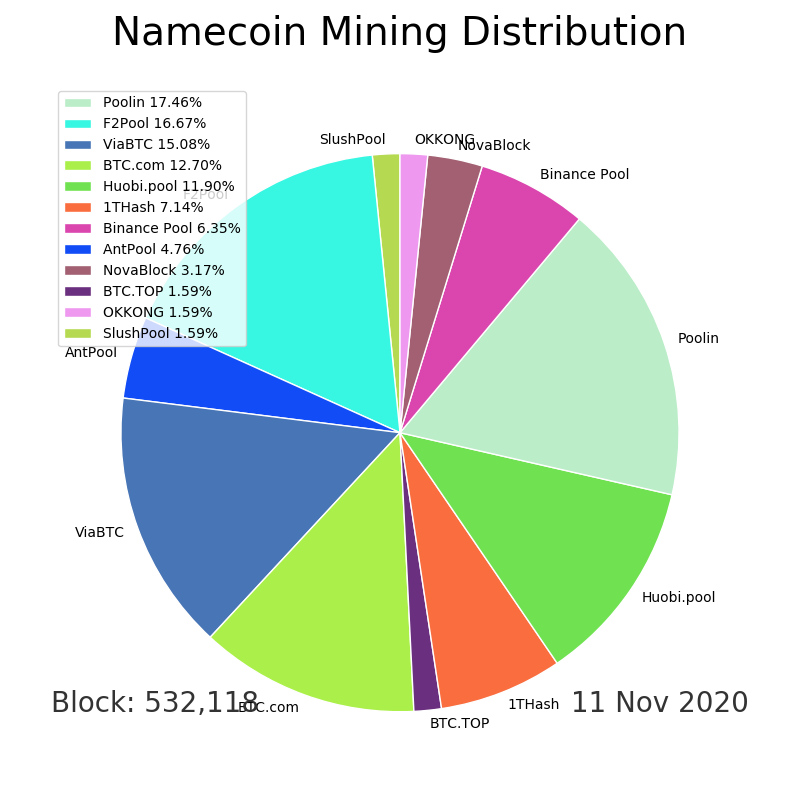 Namecoin Mining Distribution
Poolin 17.46%
F2Pool 16.67%
ViaBTC 15.08%
BTC.com 12.70%
Huobi.pool 11.90%
1THash 7.14%
Binance Pool 6.35%
AntPool 4.76%
NovaBlock 3.17%
BTC.TOP 1.59%
OKKONG 1.59%
SlushPool 1.59%
SlushPool
OKKONG
NovaBlock
Binance Pool
F2Pool
Poolin
AntPool
ViaBTC
Huobi.pool
BTC.com
1THash
BTC.TOP
Block: 532,118
11 Nov 2020